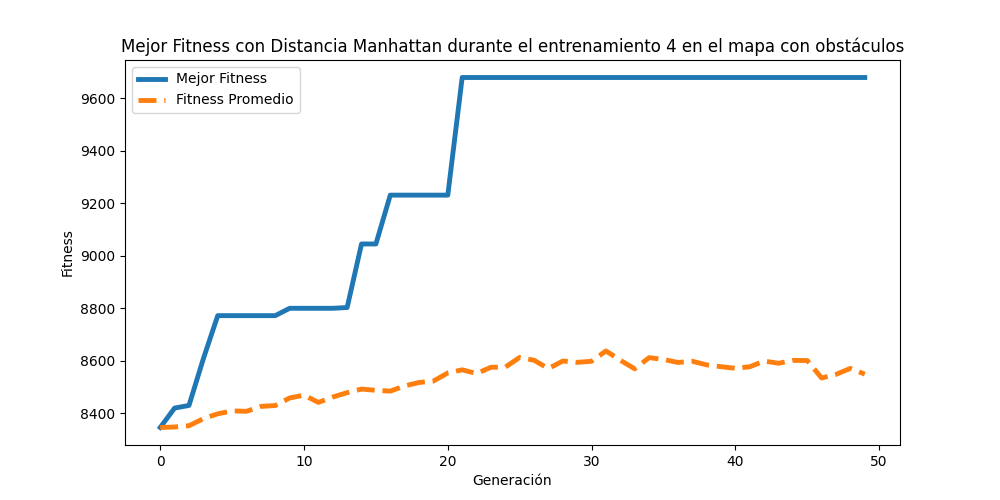 Mejor Fitness con Distancia Manhattan durante el entrenamiento 4 en el mapa con obstáculos
Mejor Fitness
Fitness Promedio
Fitness
9600
9400
9200
9000
8800
8600
8400
0 10 20 30 40 50
Generación